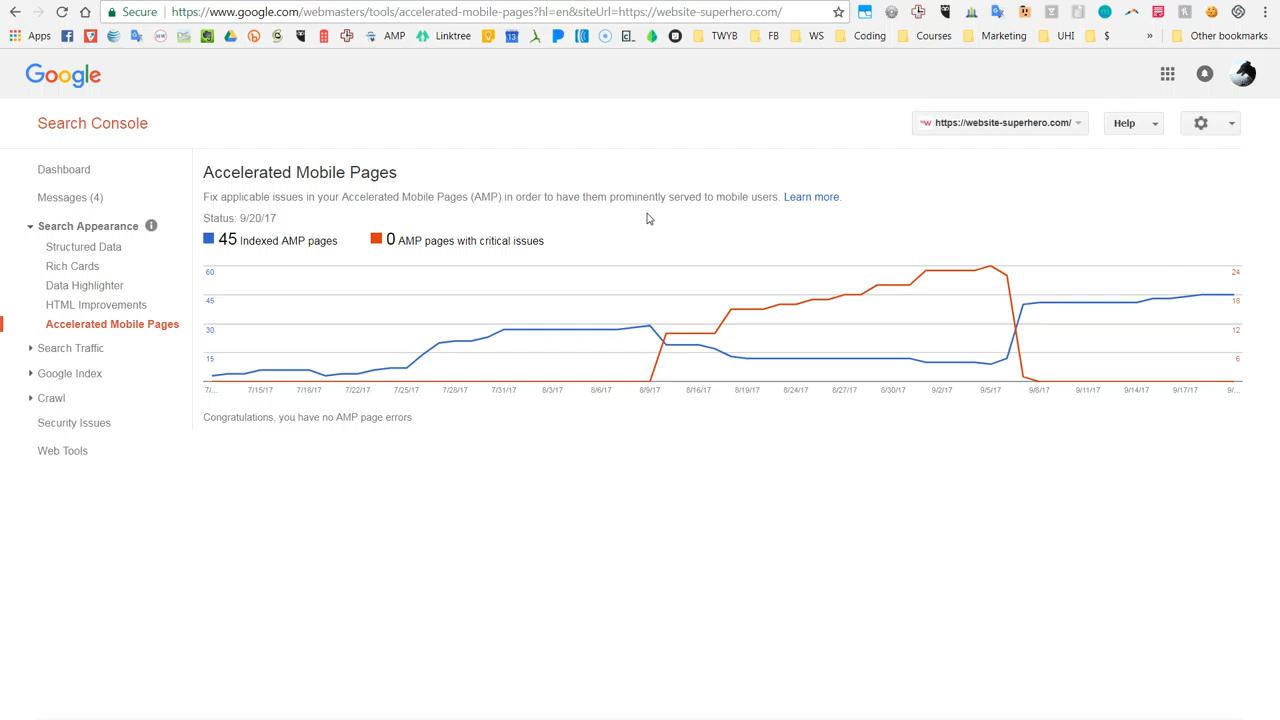 Secure https://www.google.com/webmasters/tools/accelerated-mobile-pages?hl=en&siteUrl=https://website-superhero.com/
Apps AMP Linktree 13 TWYB FB WS Coding Courses Marketing UHI $ » Other bookmarks
Google
Search Console
https://website-superhero.com/ Help
Dashboard
Messages (4)
Search Appearance
Structured Data
Rich Cards
Data Highlighter
HTML Improvements
Accelerated Mobile Pages
Search Traffic
Google Index
Crawl
Security Issues
Web Tools
Accelerated Mobile Pages
Fix applicable issues in your Accelerated Mobile Pages (AMP) in order to have them prominently served to mobile users. Learn more.
Status: 9/20/17
45 Indexed AMP pages 0 AMP pages with critical issues
60 24
45 18
30 12
15 6
7/... 7/15/17 7/18/17 7/22/17 7/25/17 7/28/17 7/31/17 8/3/17 8/6/17 8/9/17 8/16/17 8/19/17 8/24/17 8/27/17 8/30/17 9/2/17 9/5/17 9/8/17 9/11/17 9/14/17 9/17/17 9/...
Congratulations, you have no AMP page errors